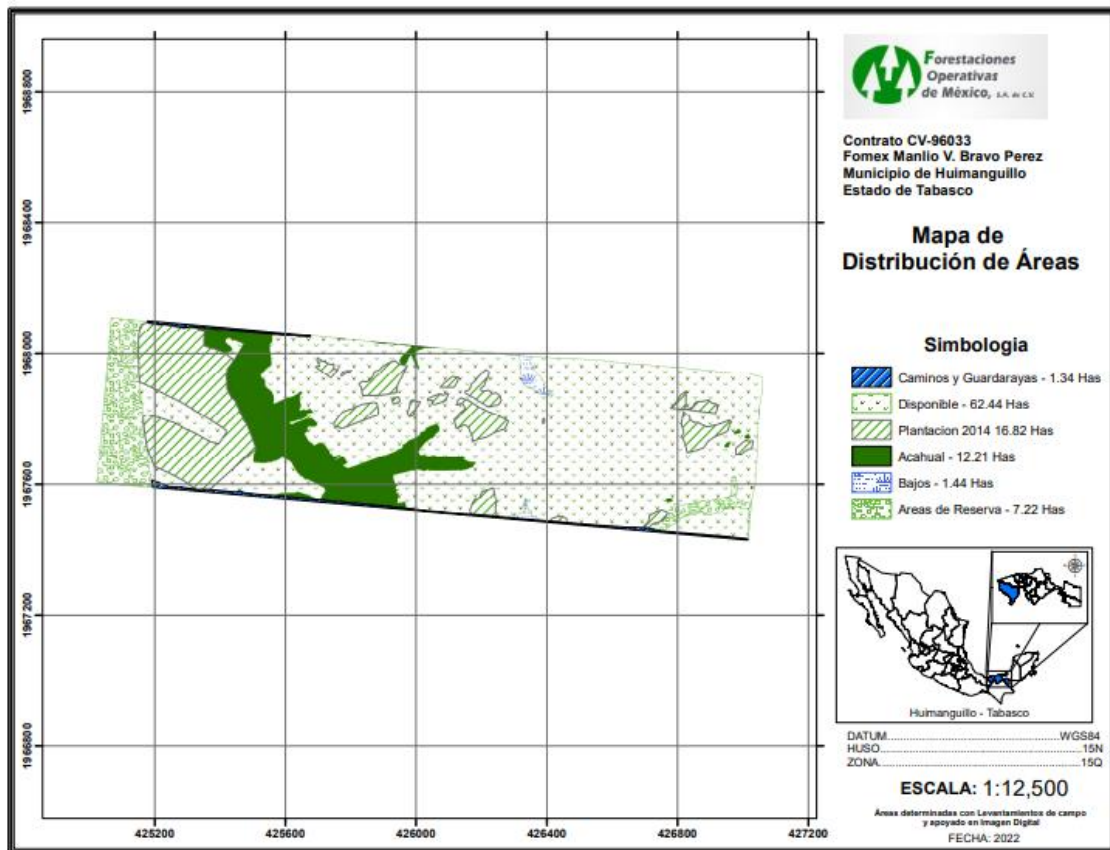 Forestaciones
Operativas
de México, S.A. de C.V.
Contrato CV-96033
Fomex Manlio V. Bravo Perez
Municipio de Huimanguillo
Estado de Tabasco
Mapa de
Distribución de Áreas
Simbologia
Caminos y Guardarayas - 1.34 Has
Disponible - 62.44 Has
Plantacion 2014 16.82 Has
Acahual - 12.21 Has
Bajos - 1.44 Has
Areas de Reserva - 7.22 Has
Huimanguillo - Tabasco
DATUM..........WGS84
HUSO..........15N
ZONA..........15Q
ESCALA: 1:12,500
Áreas determinadas con Levantamientos de campo
y apoyado en Imagen Digital
FECHA: 2022
1968800
1968400
1968000
1967600
1967200
1966800
425200 425600 426000 426400 426800 427200